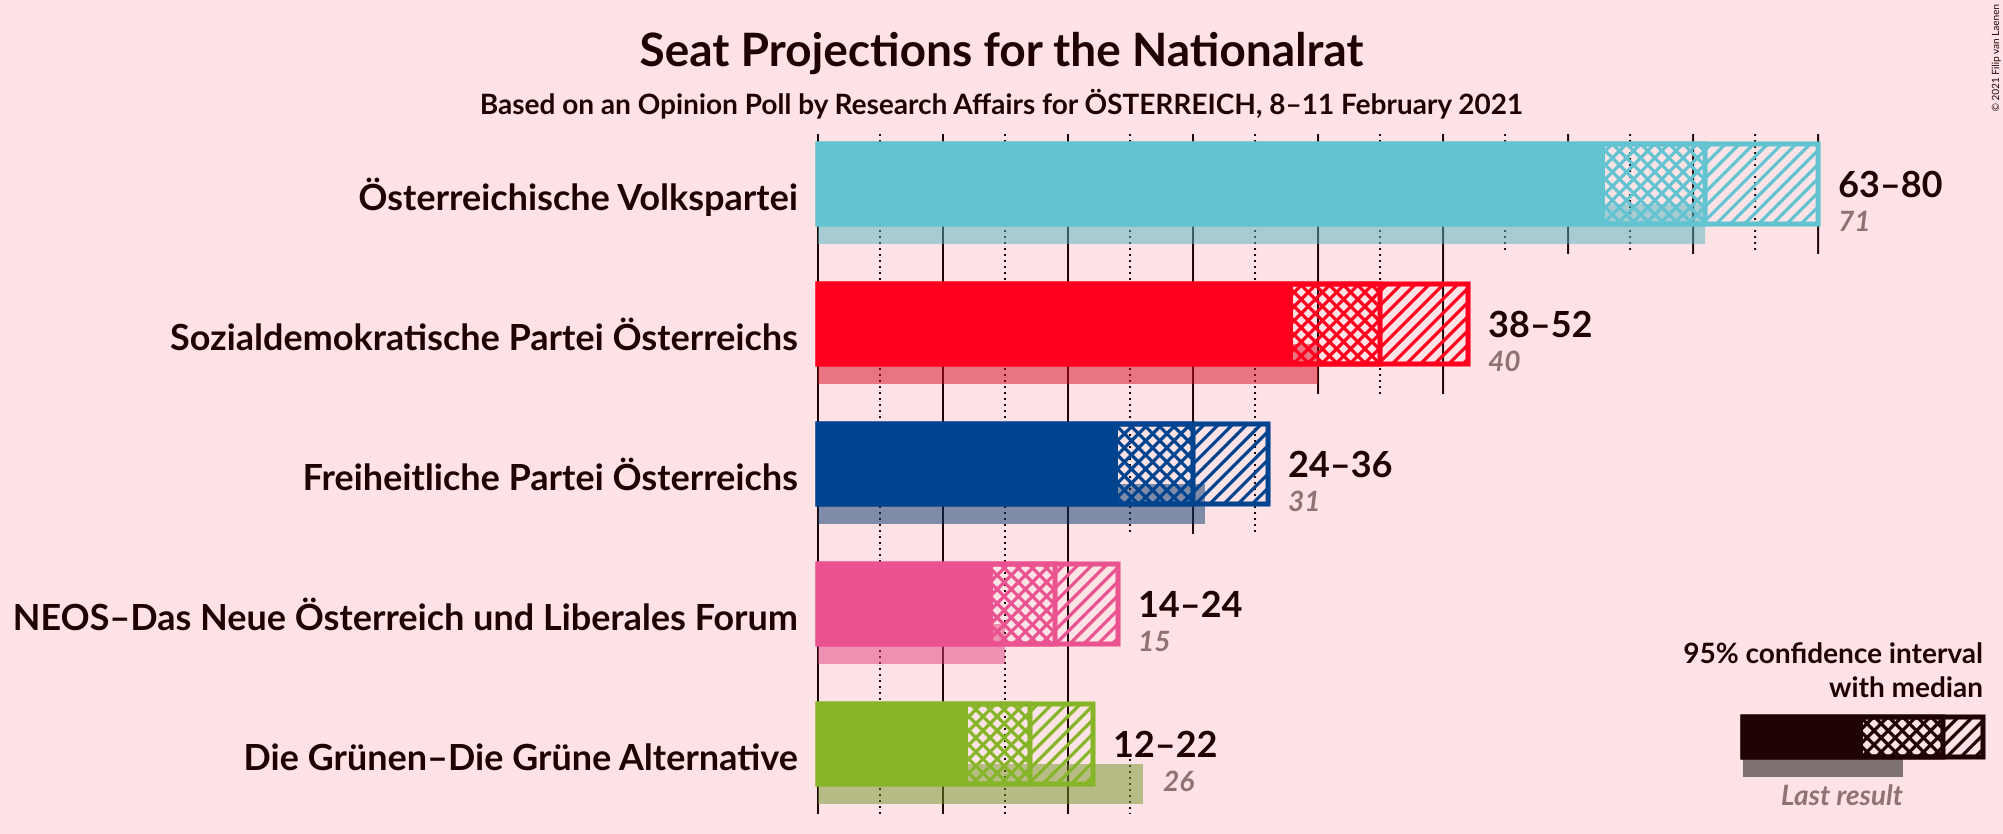 Seat Projections for the Nationalrat
Based on an Opinion Poll by Research Affairs for ÖSTERREICH, 8–11 February 2021
© 2021 Filip van Laenen
Österreichische Volkspartei
63–80
71
Sozialdemokratische Partei Österreichs
38–52
40
Freiheitliche Partei Österreichs
24–36
31
NEOS–Das Neue Österreich und Liberales Forum
14–24
15
Die Grünen–Die Grüne Alternative
12–22
26
95% confidence interval
with median
Last result